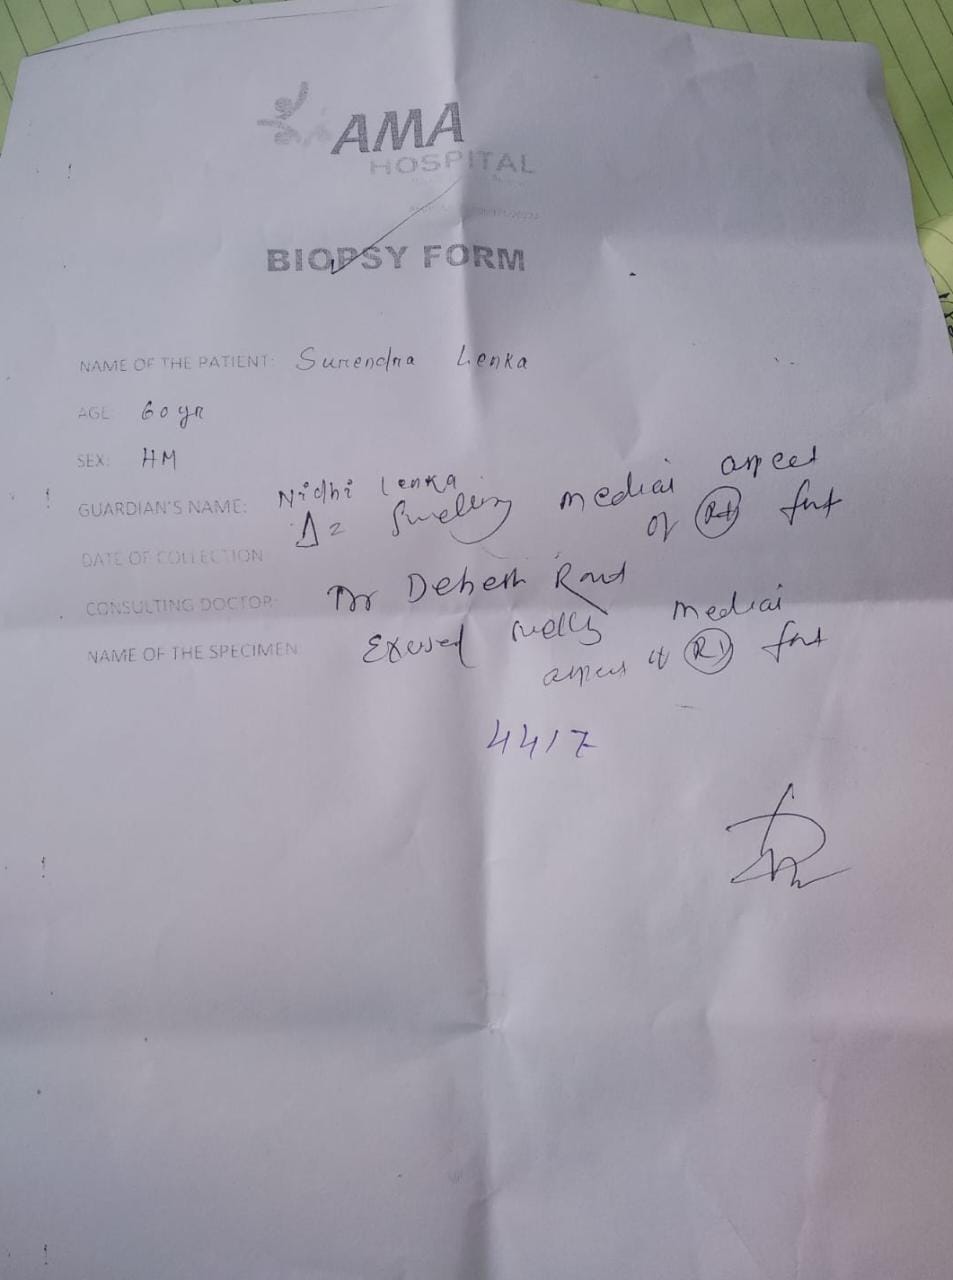 AMA
HOSPITAL
BIOPSY FORM
NAME OF THE PATIENT: Surendra Lenka
AGE: 60 yr
SEX: HM
GUARDIAN'S NAME: Nidhi Lenka
Δ = Swelling medial aspect
of Rt foot
DATE OF COLLECTION
CONSULTING DOCTOR: Dr Debesh
NAME OF THE SPECIMEN: Excised swelling medial
aspect of Rt foot
4417